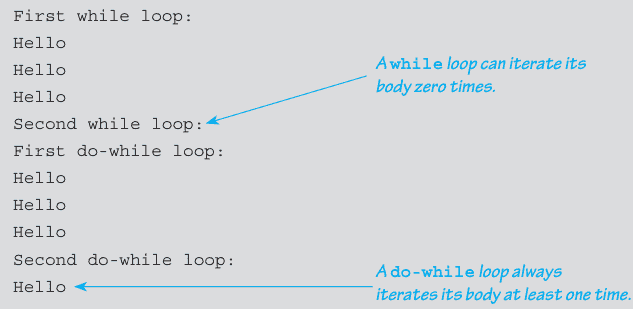 First while loop:
Hello
Hello
Hello
Second while loop:
First do-while loop:
Hello
Hello
Hello
Second do-while loop:
Hello
A while loop can iterate its
body zero times.
A do-while loop always
iterates its body at least one time.